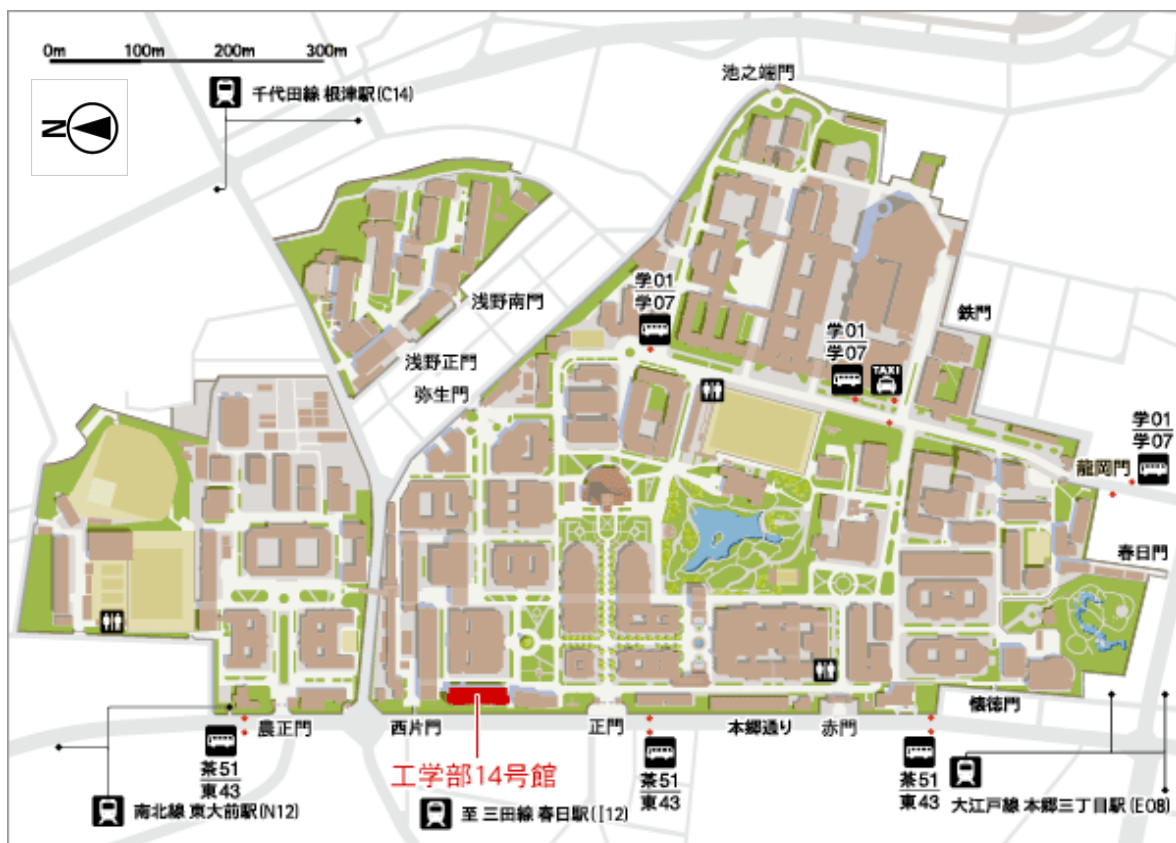 0m 100m 200m 300m
千代田線 根津駅(C14)
N
池之端門
浅野南門
学01
学07
学01
学07
TAXI
鉄門
浅野正門
弥生門
学01
学07
龍岡門
春日門
農正門
西片門
正門
本郷通り
赤門
懐徳門
工学部14号館
茶51
東43
茶51
東43
茶51
東43
南北線 東大前駅(N12)
至 三田線 春日駅(I12)
大江戸線 本郷三丁目駅(E08)